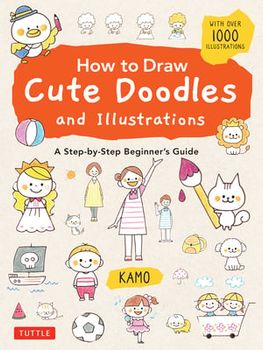 WITH OVER
1000
ILLUSTRATIONS
How to Draw
Cute Doodles
and Illustrations
A Step-by-Step Beginner's Guide
KAMO
TUTTLE